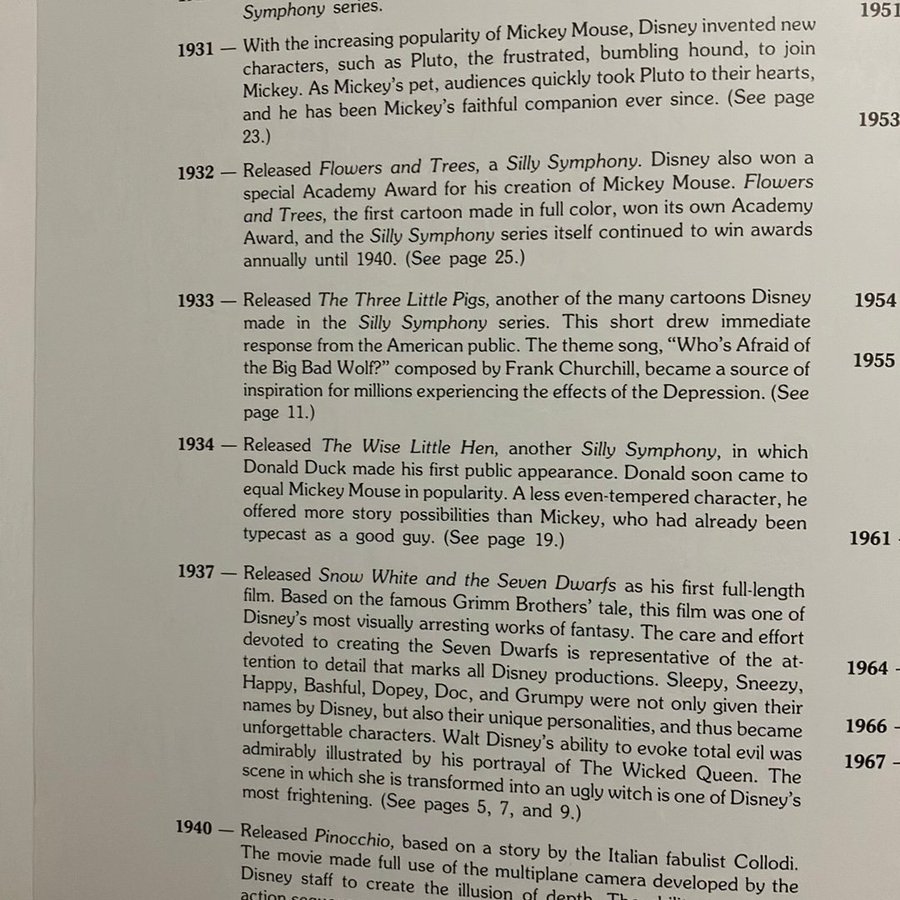 Symphony series.
1931 — With the increasing popularity of Mickey Mouse, Disney invented new
characters, such as Pluto, the frustrated, bumbling hound, to join
Mickey. As Mickey's pet, audiences quickly took Pluto to their hearts,
and he has been Mickey's faithful companion ever since. (See page
23.)
1932 — Released Flowers and Trees, a Silly Symphony. Disney also won a
special Academy Award for his creation of Mickey Mouse. Flowers
and Trees, the first cartoon made in full color, won its own Academy
Award, and the Silly Symphony series itself continued to win awards
annually until 1940. (See page 25.)
1933 — Released The Three Little Pigs, another of the many cartoons Disney
made in the Silly Symphony series. This short drew immediate
response from the American public. The theme song, “Who's Afraid of
the Big Bad Wolf?” composed by Frank Churchill, became a source of
inspiration for millions experiencing the effects of the Depression. (See
page 11.)
1934 — Released The Wise Little Hen, another Silly Symphony, in which
Donald Duck made his first public appearance. Donald soon came to
equal Mickey Mouse in popularity. A less even-tempered character, he
offered more story possibilities than Mickey, who had already been
typecast as a good guy. (See page 19.)
1937 — Released Snow White and the Seven Dwarfs as his first full-length
film. Based on the famous Grimm Brothers' tale, this film was one of
Disney's most visually arresting works of fantasy. The care and effort
devoted to creating the Seven Dwarfs is representative of the at-
tention to detail that marks all Disney productions. Sleepy, Sneezy,
Happy, Bashful, Dopey, Doc, and Grumpy were not only given their
names by Disney, but also their unique personalities, and thus became
unforgettable characters. Walt Disney's ability to evoke total evil was
admirably illustrated by his portrayal of The Wicked Queen. The
scene in which she is transformed into an ugly witch is one of Disney's
most frightening. (See pages 5, 7, and 9.)
1940 — Released Pinocchio, based on a story by the Italian fabulist Collodi.
The movie made full use of the multiplane camera developed by the
Disney staff to create the illusion of depth.
action
1951
1953
1954
1955
1961 -
1964 -
1966 -
1967 -